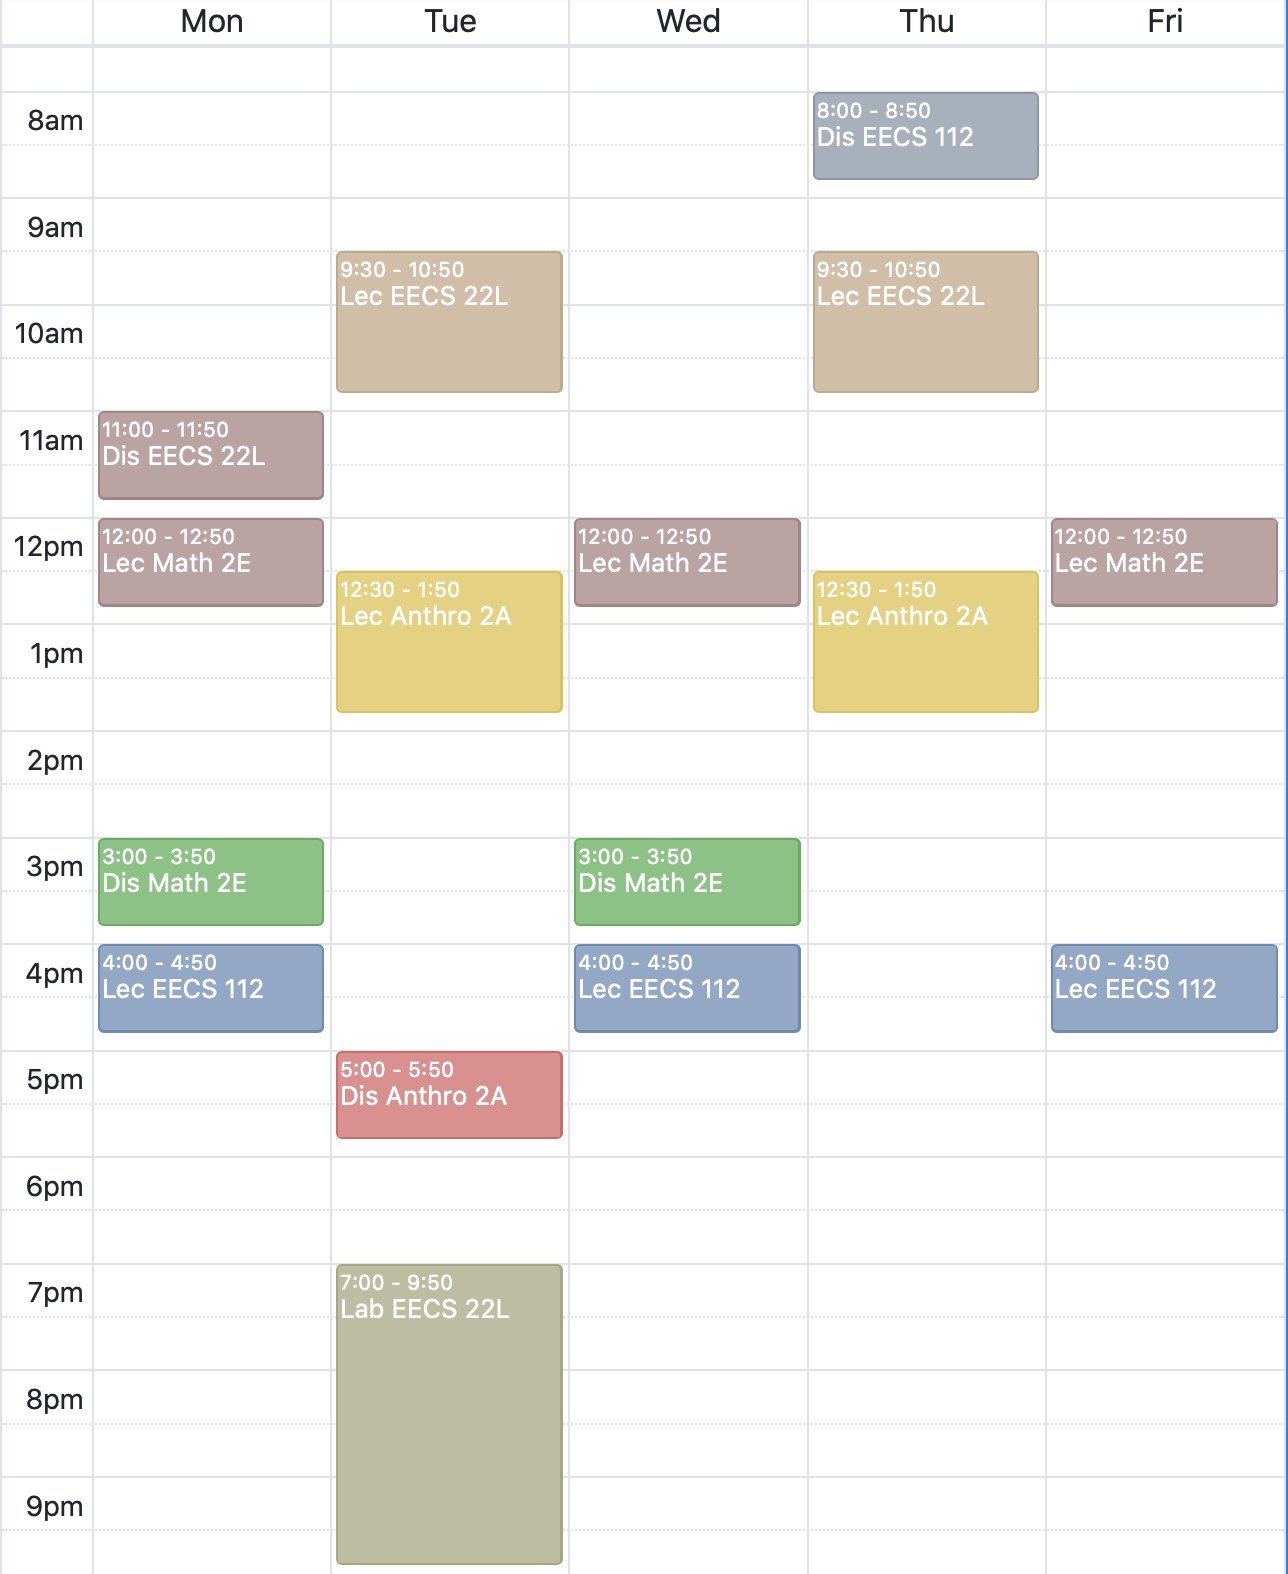 Mon Tue Wed Thu Fri
8am
8:00 - 8:50
Dis EECS 112
9am
9:30 - 10:50
Lec EECS 22L
9:30 - 10:50
Lec EECS 22L
10am
11am
11:00 - 11:50
Dis EECS 22L
12pm
12:00 - 12:50
Lec Math 2E
12:00 - 12:50
Lec Math 2E
12:00 - 12:50
Lec Math 2E
12:30 - 1:50
Lec Anthro 2A
12:30 - 1:50
Lec Anthro 2A
1pm
2pm
3pm
3:00 - 3:50
Dis Math 2E
3:00 - 3:50
Dis Math 2E
4pm
4:00 - 4:50
Lec EECS 112
4:00 - 4:50
Lec EECS 112
4:00 - 4:50
Lec EECS 112
5pm
5:00 - 5:50
Dis Anthro 2A
6pm
7pm
7:00 - 9:50
Lab EECS 22L
8pm
9pm